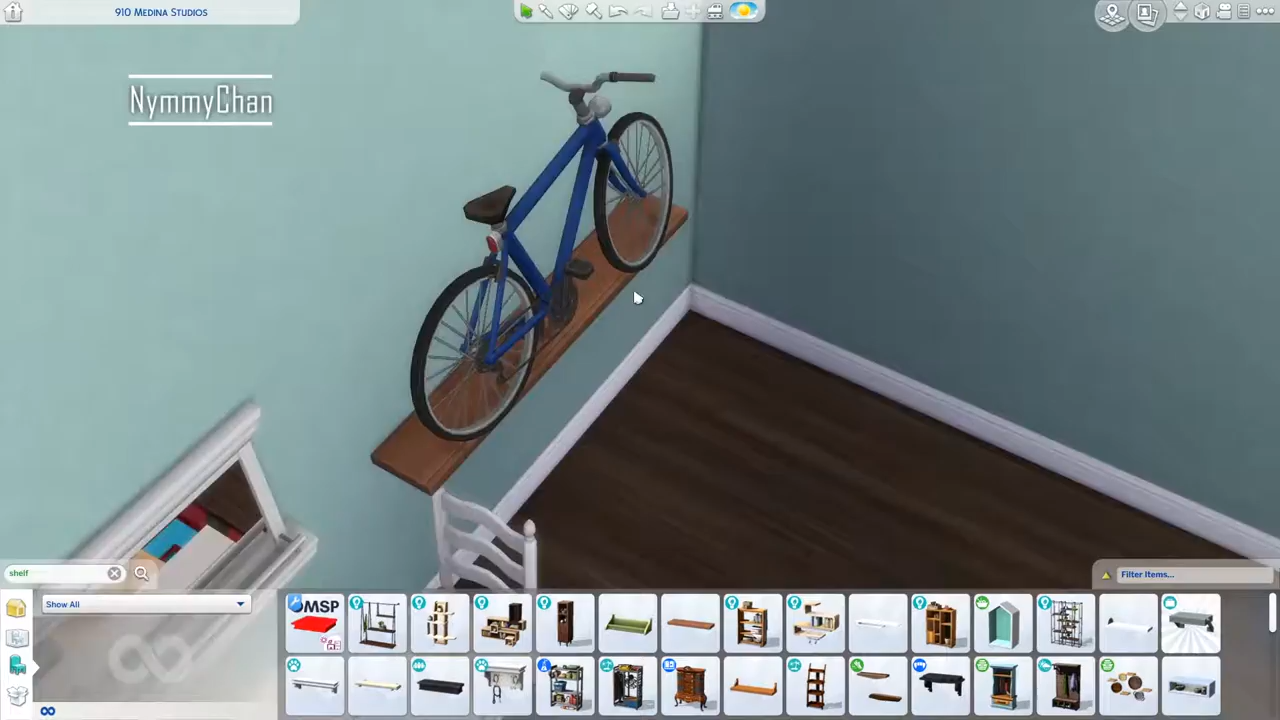 910 MEDINA STUDIOS
NymmyChan
shelf
Filter Items...
Show All
MSP